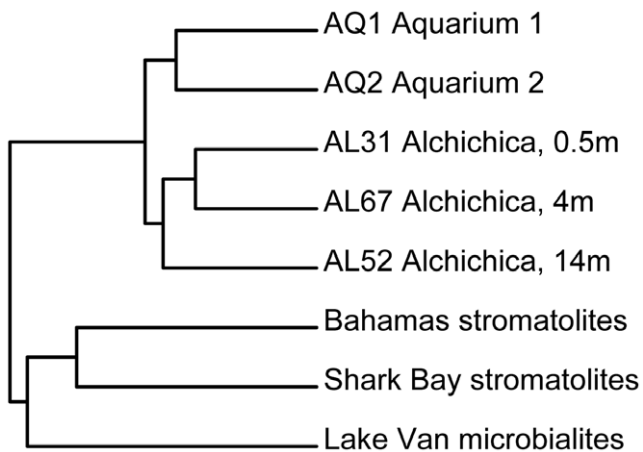 AQ1 Aquarium 1
AQ2 Aquarium 2
AL31 Alchichica, 0.5m
AL67 Alchichica, 4m
AL52 Alchichica, 14m
Bahamas stromatolites
Shark Bay stromatolites
Lake Van microbialites